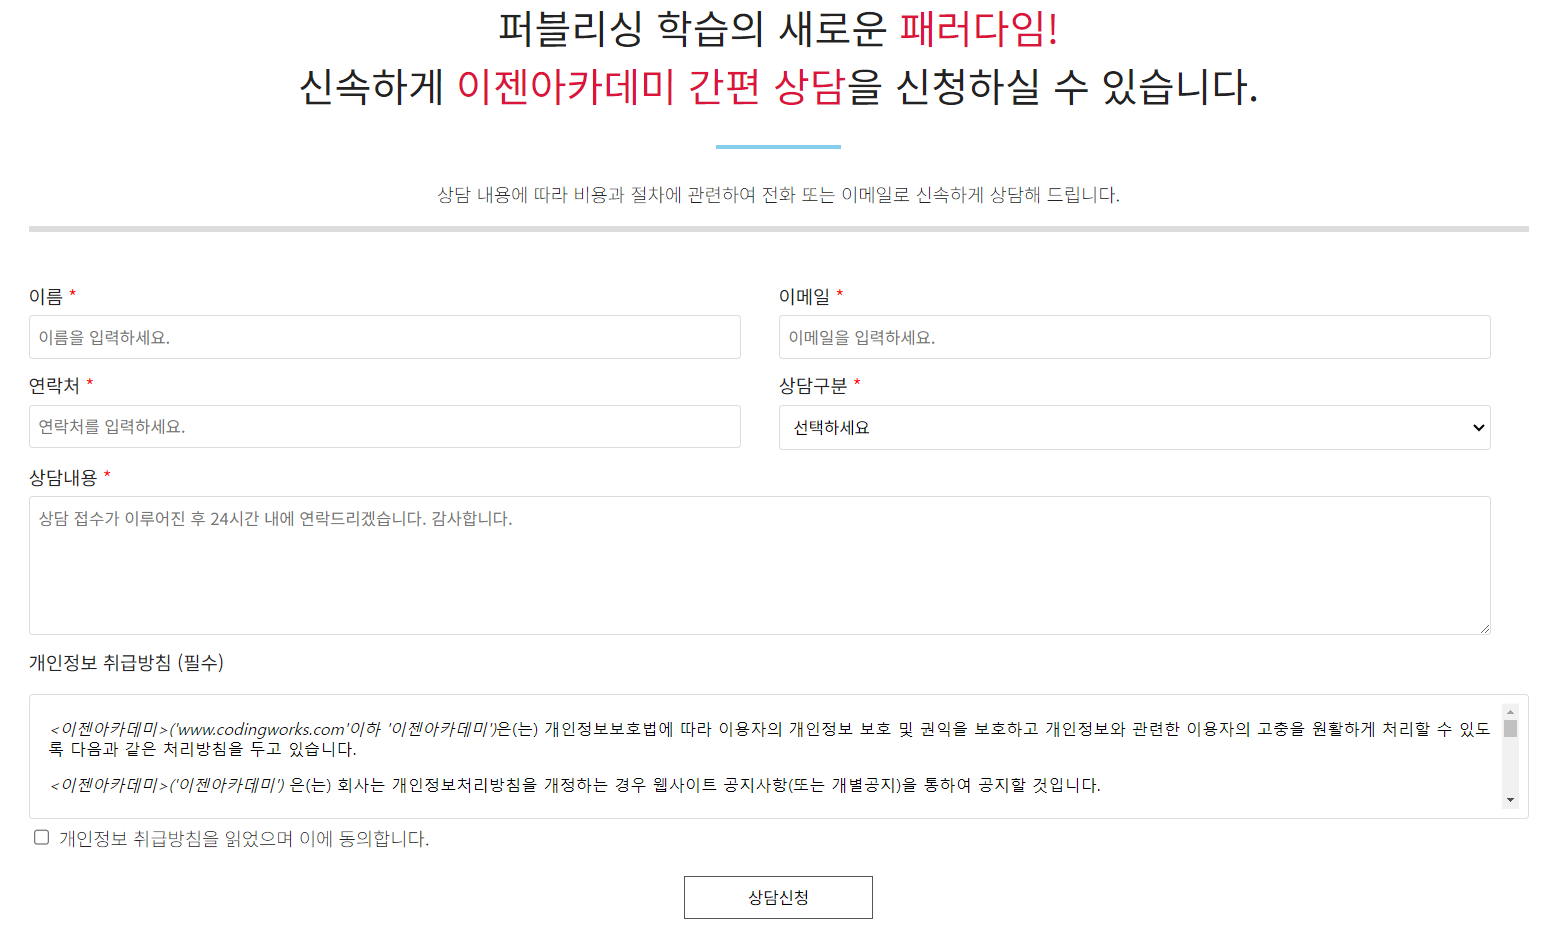 퍼블리싱 학습의 새로운 패러다임!
신속하게 이젠아카데미 간편 상담을 신청하실 수 있습니다.
상담 내용에 따라 비용과 절차에 관련하여 전화 또는 이메일로 신속하게 상담해 드립니다.
이름 *
이름을 입력하세요.
이메일 *
이메일을 입력하세요.
연락처 *
연락처를 입력하세요.
상담구분 *
선택하세요
상담내용 *
상담 접수가 이루어진 후 24시간 내에 연락드리겠습니다. 감사합니다.
개인정보 취급방침 (필수)
<이젠아카데미>('www.codingworks.com'이하 '이젠아카데미')은(는) 개인정보보호법에 따라 이용자의 개인정보 보호 및 권익을 보호하고 개인정보와 관련한 이용자의 고충을 원활하게 처리할 수 있도
록 다음과 같은 처리방침을 두고 있습니다.
<이젠아카데미>('이젠아카데미') 은(는) 회사는 개인정보처리방침을 개정하는 경우 웹사이트 공지사항(또는 개별공지)을 통하여 공지할 것입니다.
개인정보 취급방침을 읽었으며 이에 동의합니다.
상담신청